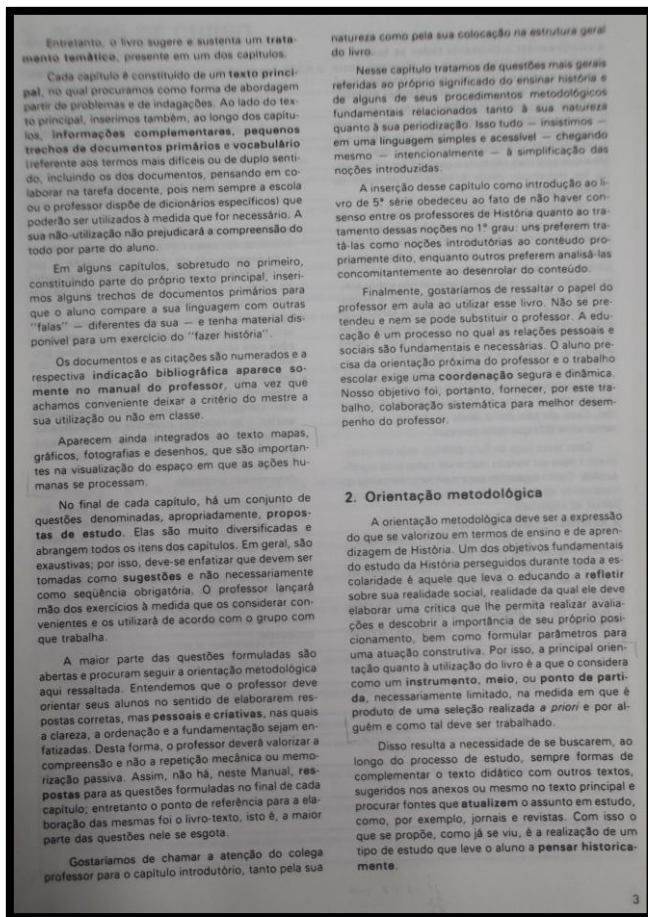 Entretanto, o livro sugere e sustenta um trata-
mento temático, presente em um dos capítulos.
Cada capítulo é constituído de um texto princi-
pal, no qual procuramos como forma de abordagem
partir de problemas e de indagações. Ao lado do tex-
to principal, inserimos também, ao longo dos capítu-
los, informações complementares, pequenos
trechos de documentos primários e vocabulário
(referente aos termos mais difíceis ou de duplo senti-
do, incluindo os dos documentos, pensando em co-
laborar na tarefa docente, pois nem sempre a escola
ou o professor dispõe de dicionários específicos) que
poderão ser utilizados à medida que for necessário. A
sua não-utilização não prejudicará a compreensão do
todo por parte do aluno.
Em alguns capítulos, sobretudo no primeiro,
constituindo parte do próprio texto principal, inseri-
mos alguns trechos de documentos primários para
que o aluno compare a sua linguagem com outras
"falas" — diferentes da sua — e tenha material dis-
ponível para um exercício do "fazer história".
Os documentos e as citações são numerados e a
respectiva indicação bibliográfica aparece so-
mente no manual do professor, uma vez que
achamos conveniente deixar a critério do mestre a
sua utilização ou não em classe.
Aparecem ainda integrados ao texto mapas,
gráficos, fotografias e desenhos, que são importan-
tes na visualização do espaço em que as ações hu-
manas se processam.
No final de cada capítulo, há um conjunto de
questões denominadas, apropriadamente, propos-
tas de estudo. Elas são muito diversificadas e
abrangem todos os itens dos capítulos. Em geral, são
exaustivas; por isso, deve-se enfatizar que devem ser
tomadas como sugestões e não necessariamente
como seqüência obrigatória. O professor lançará
mão dos exercícios à medida que os considerar con-
venientes e os utilizará de acordo com o grupo com
que trabalha.
A maior parte das questões formuladas são
abertas e procuram seguir a orientação metodológica
aqui ressaltada. Entendemos que o professor deve
orientar seus alunos no sentido de elaborarem res-
postas corretas, mas pessoais e criativas, nas quais
a clareza, a ordenação e a fundamentação sejam en-
fatizadas. Desta forma, o professor deverá valorizar a
compreensão e não a repetição mecânica ou memo-
rização passiva. Assim, não há, neste Manual, res-
postas para as questões formuladas no final de cada
capítulo; entretanto o ponto de referência para a ela-
boração das mesmas foi o livro-texto, isto é, a maior
parte das questões nele se esgota.
Gostaríamos de chamar a atenção do colega
professor para o capítulo introdutório, tanto pela sua
natureza como pela sua colocação na estrutura geral
do livro.
Nesse capítulo tratamos de questões mais gerais
referidas ao próprio significado do ensinar história e
de alguns de seus procedimentos metodológicos
fundamentais relacionados tanto à sua natureza
quanto à sua periodização. Isso tudo — insistimos —
em uma linguagem simples e acessível — chegando
mesmo — intencionalmente — à simplificação das
noções introduzidas.
A inserção desse capítulo como introdução ao li-
vro de 5ª série obedeceu ao fato de não haver con-
senso entre os professores de História quanto ao tra-
tamento dessas noções no 1º grau: uns preferem tra-
tá-las como noções introdutórias ao conteúdo pro-
priamente dito, enquanto outros preferem analisá-las
concomitantemente ao desenrolar do conteúdo.
Finalmente, gostaríamos de ressaltar o papel do
professor em aula ao utilizar esse livro. Não se pre-
tendeu e nem se pode substituir o professor. A edu-
cação é um processo no qual as relações pessoais e
sociais são fundamentais e necessárias. O aluno pre-
cisa da orientação próxima do professor e o trabalho
escolar exige uma coordenação segura e dinâmica.
Nosso objetivo foi, portanto, fornecer, por este tra-
balho, colaboração sistemática para melhor desem-
penho do professor.
2. Orientação metodológica
A orientação metodológica deve ser a expressão
do que se valorizou em termos de ensino e de apren-
dizagem de História. Um dos objetivos fundamentais
do estudo da História perseguidos durante toda a es-
colaridade é aquele que leva o educando a refletir
sobre sua realidade social, realidade da qual ele deve
elaborar uma crítica que lhe permita realizar avalia-
ções e descobrir a importância de seu próprio posi-
cionamento, bem como formular parâmetros para
uma atuação construtiva. Por isso, a principal orien-
tação quanto à utilização do livro é a que o considera
como um instrumento, meio, ou ponto de parti-
da, necessariamente limitado, na medida em que é
produto de uma seleção realizada a priori e por al-
guém e como tal deve ser trabalhado.
Disso resulta a necessidade de se buscarem, ao
longo do processo de estudo, sempre formas de
complementar o texto didático com outros textos,
sugeridos nos anexos ou mesmo no texto principal e
procurar fontes que atualizem o assunto em estudo,
como, por exemplo, jornais e revistas. Com isso o
que se propõe, como já se viu, é a realização de um
tipo de estudo que leve o aluno a pensar historica-
mente.
3